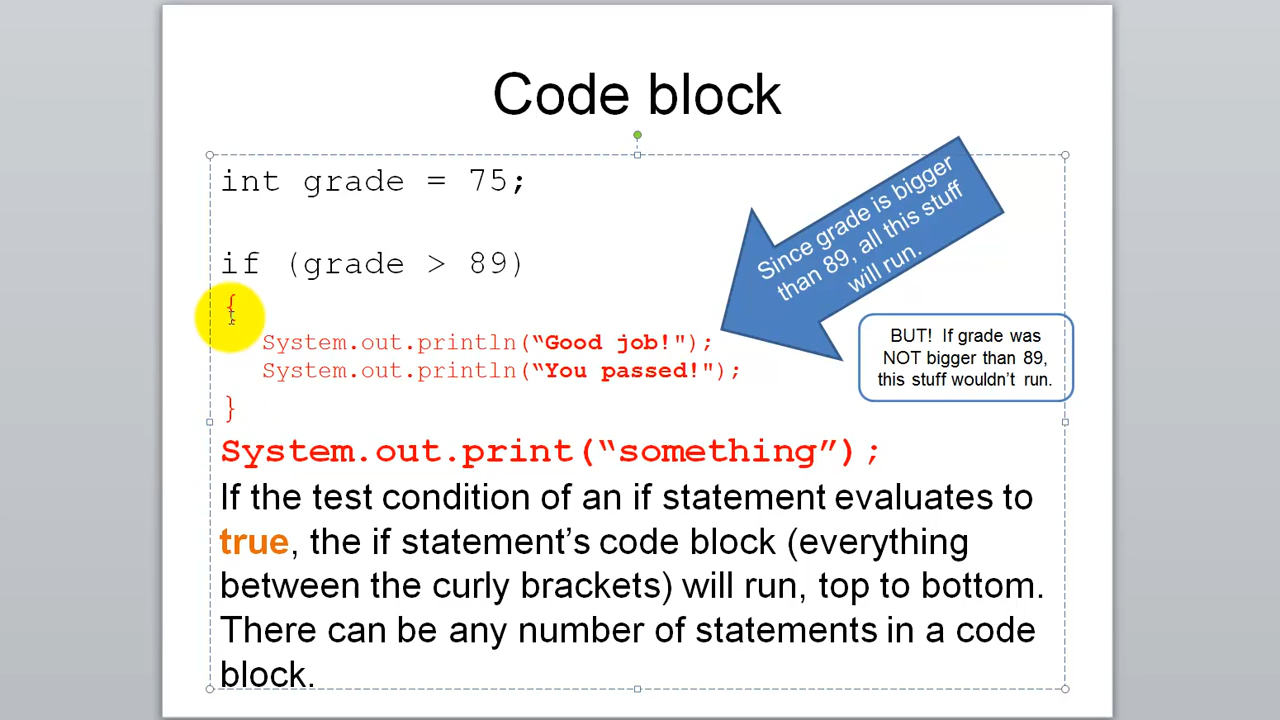 Code block
int grade = 75;
if (grade > 89)
{
System.out.println(“Good job!");
System.out.println(“You passed!");
}
System.out.print(“something”);
Since grade is bigger
than 89, all this stuff
will run.
BUT! If grade was
NOT bigger than 89,
this stuff wouldn’t run.
If the test condition of an if statement evaluates to
true, the if statement’s code block (everything
between the curly brackets) will run, top to bottom.
There can be any number of statements in a code
block.